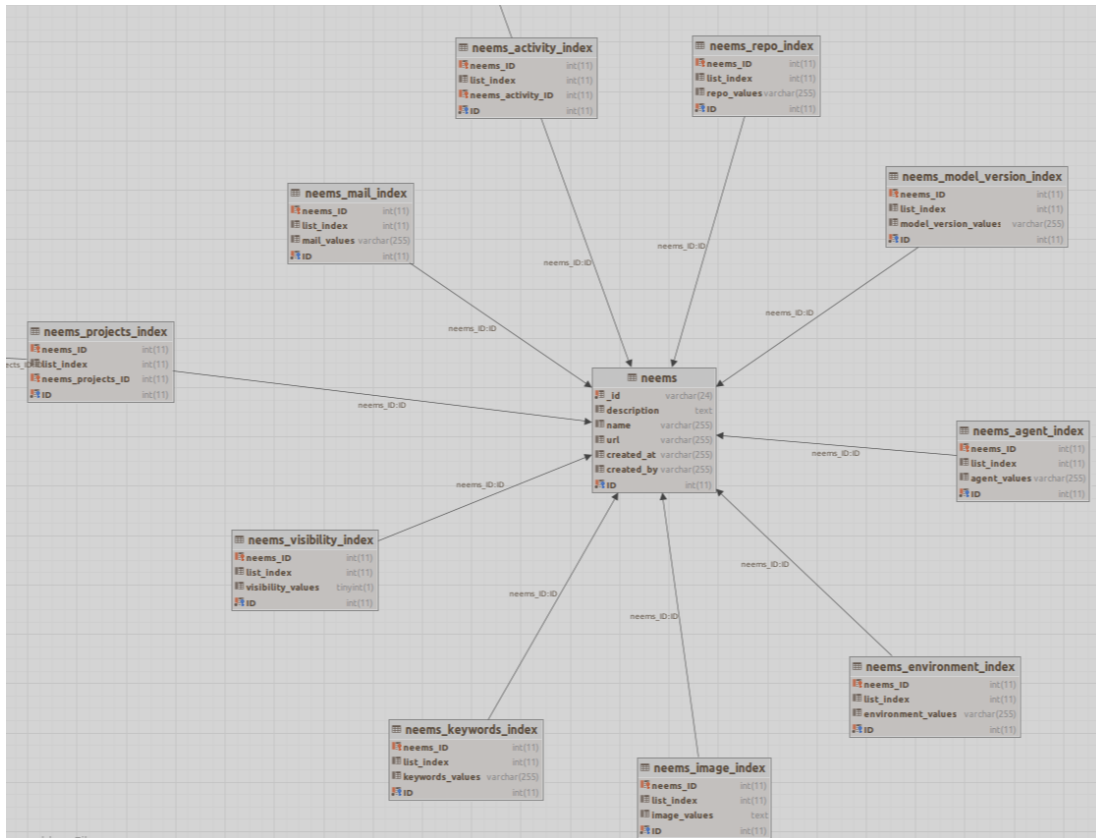 neems_activity_index
neems_ID int(11)
list_index int(11)
neems_activity_ID int(11)
ID int(11)
neems_repo_index
neems_ID int(11)
list_index int(11)
repo_values varchar(255)
ID int(11)
neems_model_version_index
neems_ID int(11)
list_index int(11)
model_version_values varchar(255)
ID int(11)
neems_mail_index
neems_ID int(11)
list_index int(11)
mail_values varchar(255)
ID int(11)
neems_ID:ID
neems_ID:ID
neems_ID:ID
neems_ID:ID
neems_projects_index
neems_ID int(11)
list_index int(11)
neems_projects_ID int(11)
ID int(11)
neems_ID:ID
neems
_id varchar(24)
description text
name varchar(255)
url varchar(255)
created_at varchar(255)
created_by varchar(255)
ID int(11)
neems_agent_index
neems_ID int(11)
list_index int(11)
agent_values varchar(255)
ID int(11)
neems_ID:ID
neems_ID:ID
neems_visibility_index
neems_ID int(11)
list_index int(11)
visibility_values tinyint(1)
ID int(11)
neems_ID:ID
neems_ID:ID
neems_ID:ID
neems_environment_index
neems_ID int(11)
list_index int(11)
environment_values varchar(255)
ID int(11)
neems_keywords_index
neems_ID int(11)
list_index int(11)
keywords_values varchar(255)
ID int(11)
neems_image_index
neems_ID int(11)
list_index int(11)
image_values text
ID int(11)